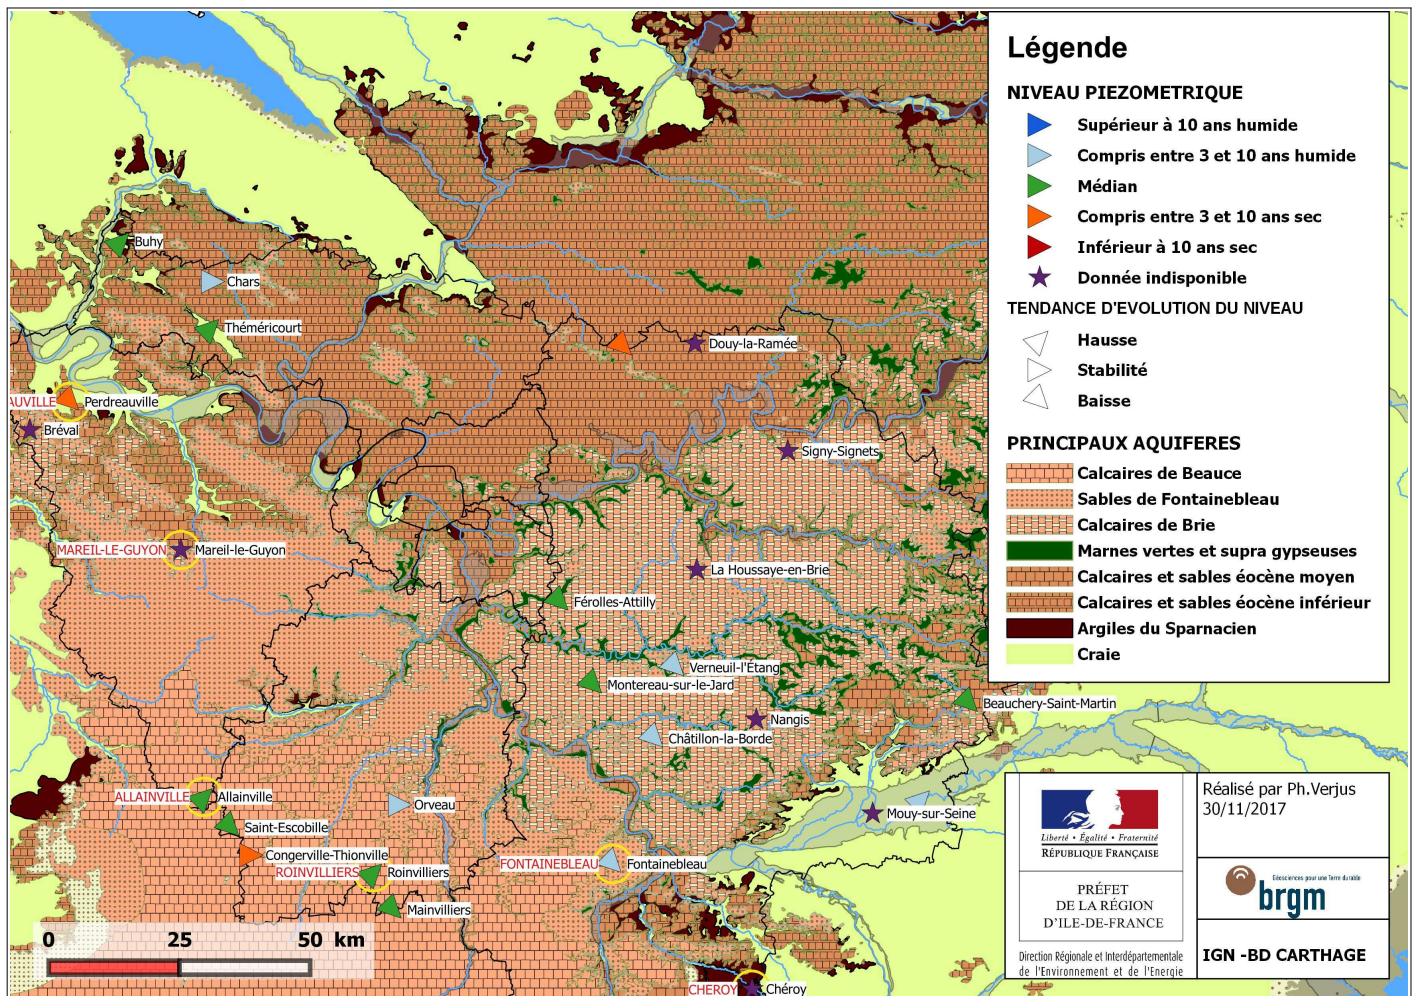 Légende
NIVEAU PIEZOMETRIQUE
Supérieur à 10 ans humide
Compris entre 3 et 10 ans humide
Médian
Compris entre 3 et 10 ans sec
Inférieur à 10 ans sec
Donnée indisponible
TENDANCE D'EVOLUTION DU NIVEAU
Hausse
Stabilité
Baisse
PRINCIPAUX AQUIFERES
Calcaires de Beauce
Sables de Fontainebleau
Calcaires de Brie
Marnes vertes et supra gypseuses
Calcaires et sables éocène moyen
Calcaires et sables éocène inférieur
Argiles du Sparnacien
Craie
Buhy
Chars
Théméricourt
Douy-la-Ramée
AUVILLE Perdreauville
Bréval
Signy-Signets
MAREIL-LE-GUYON Mareil-le-Guyon
La Houssaye-en-Brie
Férolles-Attilly
Verneuil-l'Étang
Montereau-sur-le-Jard
Beauchery-Saint-Martin
Nangis
Châtillon-la-Borde
ALLAINVILLE Allainville
Orveau
Mouy-sur-Seine
Saint-Escobille
Congerville-Thionville
FONTAINEBLEAU Fontainebleau
ROINVILLIERS Roinvilliers
Mainvilliers
CHEROY Chéroy
0 25 50 km
Liberté • Égalité • Fraternité
RÉPUBLIQUE FRANÇAISE
PRÉFET
DE LA RÉGION
D'ILE-DE-FRANCE
Direction Régionale et Interdépartementale
de l'Environnement et de l'Energie
Réalisé par Ph.Verjus
30/11/2017
Géosciences pour une Terre durable
brgm
IGN -BD CARTHAGE